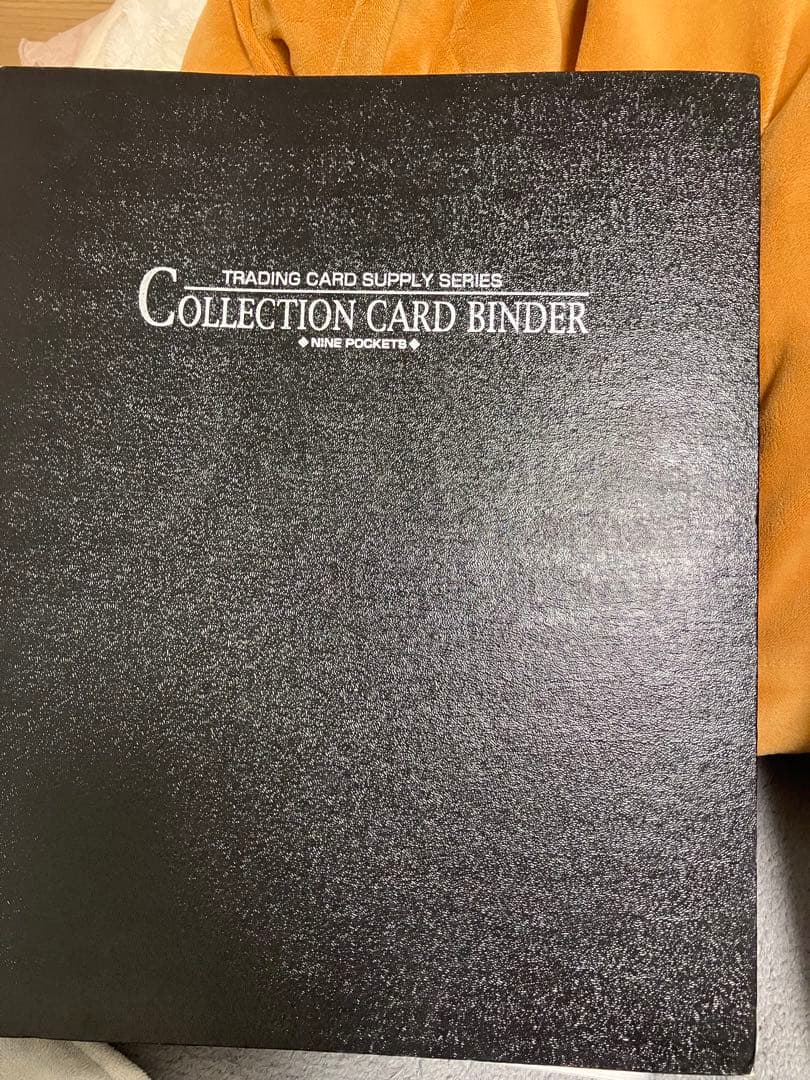 TRADING CARD SUPPLY SERIES
COLLECTION CARD BINDER
◆ NINE POCKETS ◆